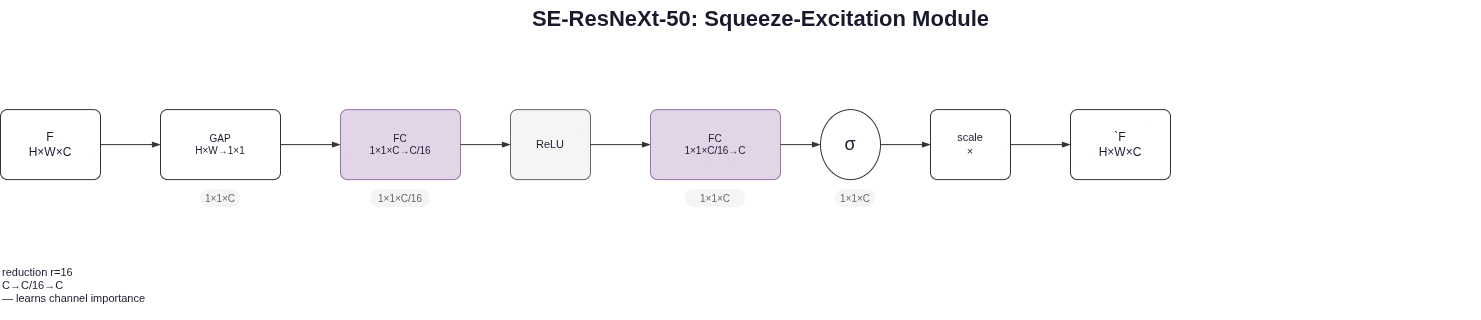 SE-ResNeXt-50: Squeeze-Excitation Module
F
H×W×C
GAP
H×W→1×1
FC
1×1×C→C/16
ReLU
FC
1×1×C/16→C
σ
scale
×
`F
H×W×C
1×1×C
1×1×C/16
1×1×C
1×1×C
reduction r=16
C→C/16→C
— learns channel importance